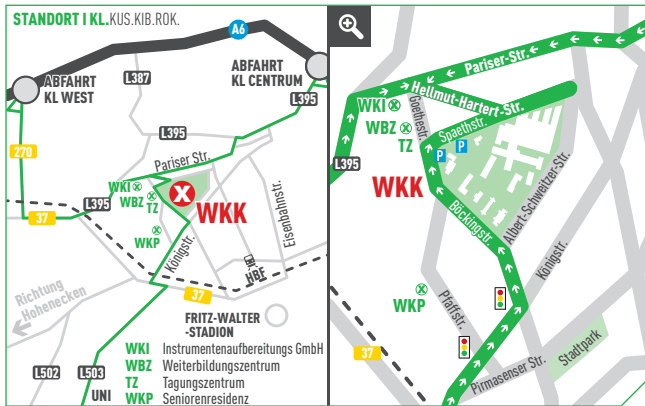 STANDORT I KL.KUS.KIB.ROK.
A6
ABFAHRT
KL WEST
L387
ABFAHRT
KL CENTRUM
L395
L395
270
Pariser Str.
L395
WKI
WBZ
TZ
X
WKK
37
WKP
Königstr.
Eisenbahnstr.
HBF
37
Richtung
Hohenecken
FRITZ-WALTER
-STADION
L502
L503
UNI
WKI Instrumentenaufbereitungs GmbH
WBZ Weiterbildungszentrum
TZ Tagungszentrum
WKP Seniorenresidenz
Pariser-Str.
Hellmut-Hartert-Str.
WKI
WBZ
TZ
Goethestr.
Spaethstr.
P
P
L395
WKK
Böckingstr.
Albert-Schweitzer-Str.
Königstr.
WKP
Pfaffstr.
37
Pirmasenser Str.
Stadtpark